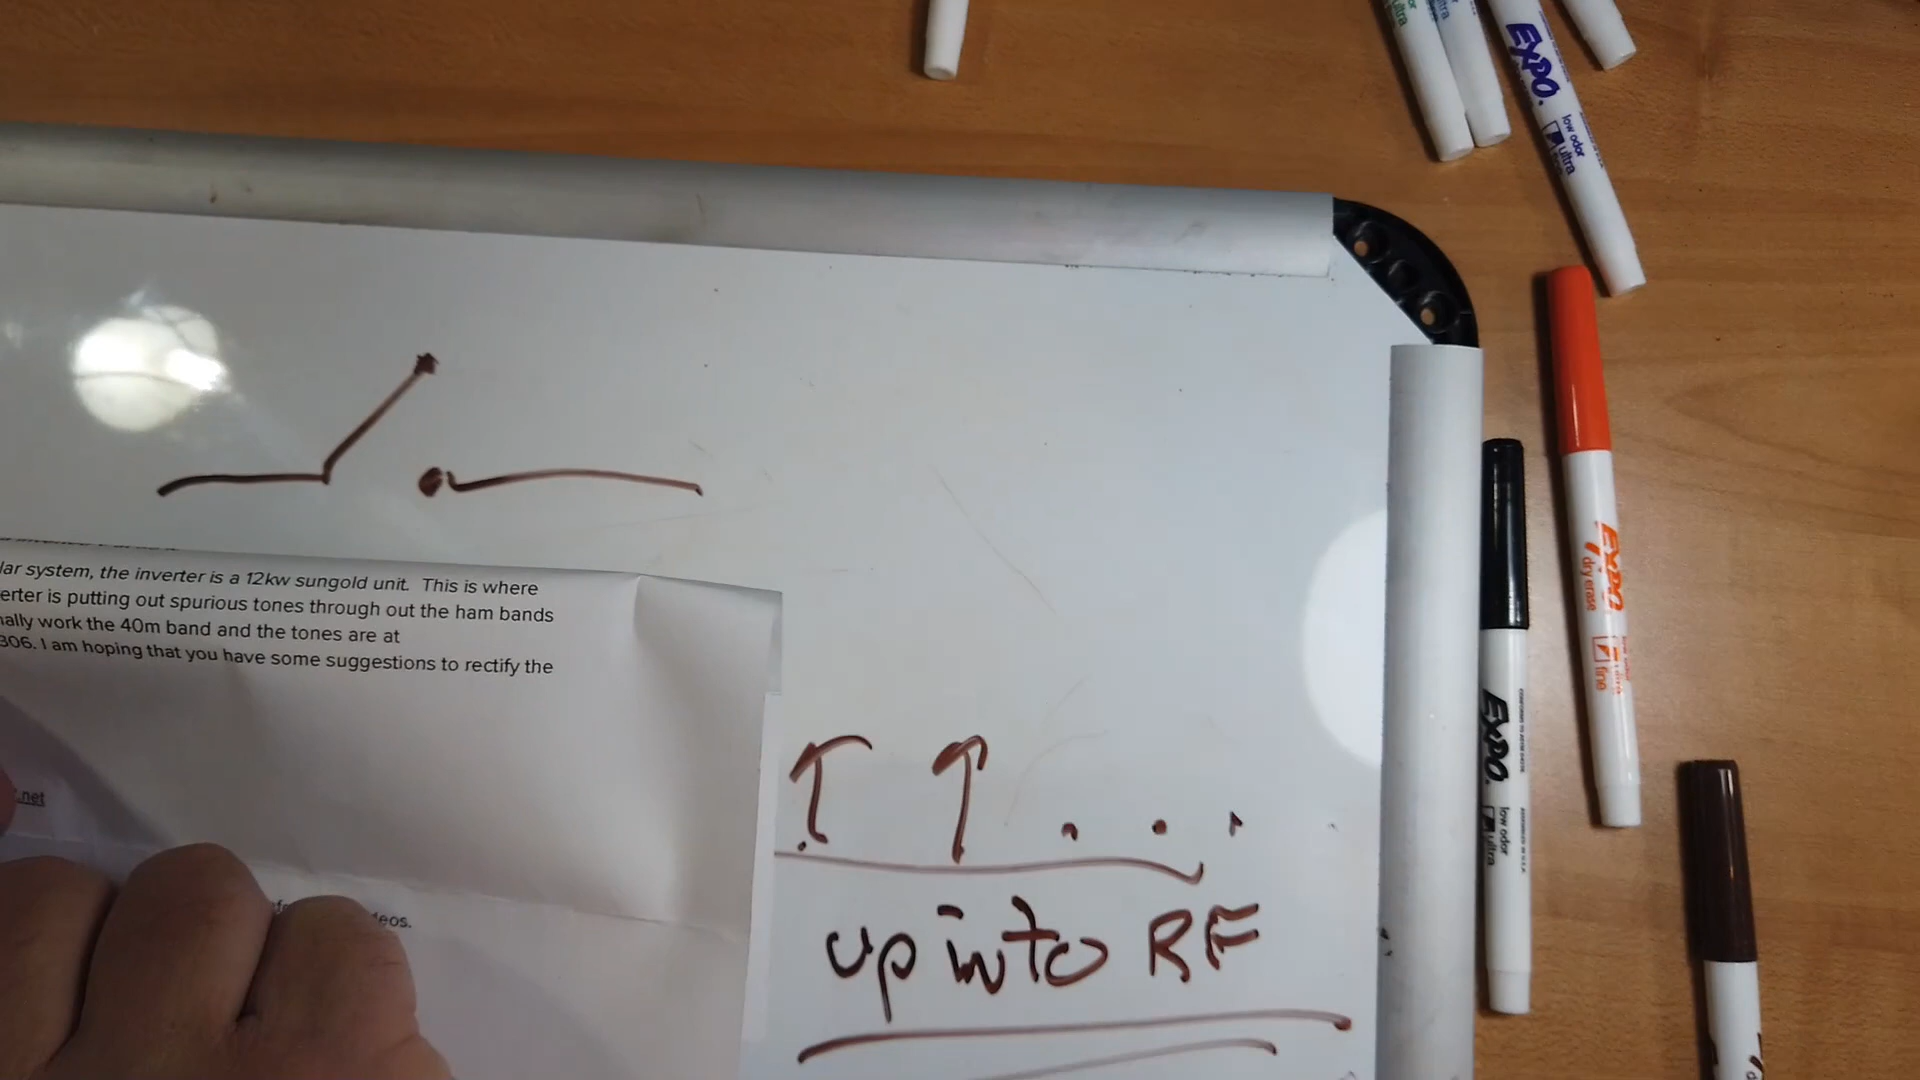 lar system, the inverter is a 12kw sungold unit. This is where
erter is putting out spurious tones through out the ham bands
nally work the 40m band and the tones are at
306. I am hoping that you have some suggestions to rectify the
.net
eos.
up into RF
EXPO.
low odor
ultra
EXPO
dry erase
fine
EXPO.
low odor
ultra
ultra
ultra